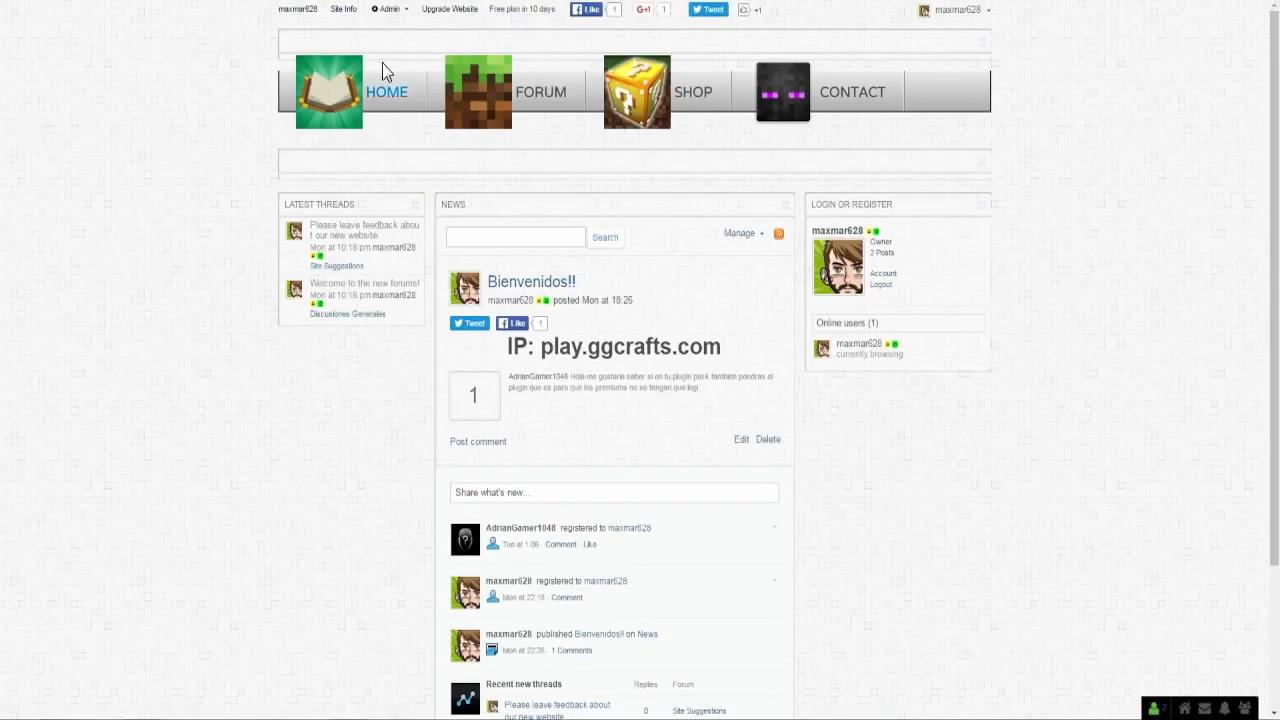 maxmar628 Site Info Admin Upgrade Website Free plan in 10 days Like 1 G+1 1 Tweet +1 maxmar628
HOME FORUM SHOP CONTACT
LATEST THREADS
Please leave feedback abou
t our new website.
Mon at 10:18 pm maxmar628
Site Suggestions
Welcome to the new forums!
Mon at 10:18 pm maxmar628
Discusiones Generales
NEWS
Search
Manage
Bienvenidos!!
maxmar628 posted Mon at 18:26
Tweet Like 1
IP: play.ggcrafts.com
1
AdrianGamer1048 Hola me gustaria saber si en tu plugin pack tambien pondras el
plugin que es para que los premiums no se tengan que logi
Post comment
Edit Delete
Share what's new...
AdrianGamer1048 registered to maxmar628
Tue at 1:06 · Comment · Like
maxmar628 registered to maxmar628
Mon at 22:18 · Comment
maxmar628 published Bienvenidos!! on News
Mon at 22:26 · 1 Comments
Recent new threads Replies Forum
Please leave feedback about
our new website 0 Site Suggestions
LOGIN OR REGISTER
maxmar628
Owner
2 Posts
Account
Logout
Online users (1)
maxmar628
currently browsing